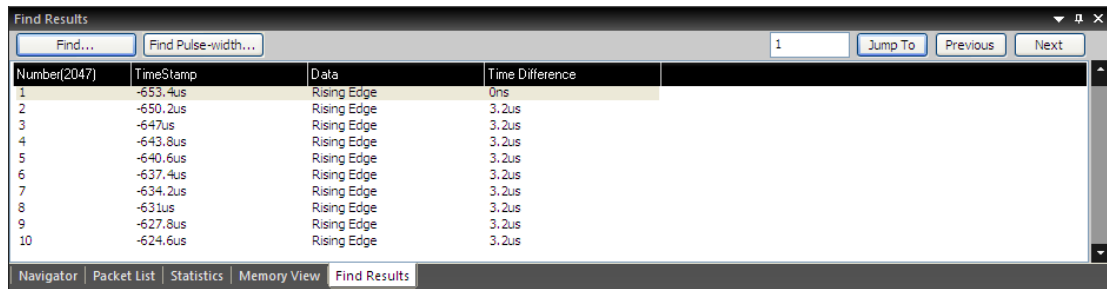 Find Results
Find... Find Pulse-width... 1 Jump To Previous Next
Number(2047) TimeStamp Data Time Difference
1 -653.4us Rising Edge 0ns
2 -650.2us Rising Edge 3.2us
3 -647us Rising Edge 3.2us
4 -643.8us Rising Edge 3.2us
5 -640.6us Rising Edge 3.2us
6 -637.4us Rising Edge 3.2us
7 -634.2us Rising Edge 3.2us
8 -631us Rising Edge 3.2us
9 -627.8us Rising Edge 3.2us
10 -624.6us Rising Edge 3.2us
Navigator Packet List Statistics Memory View Find Results